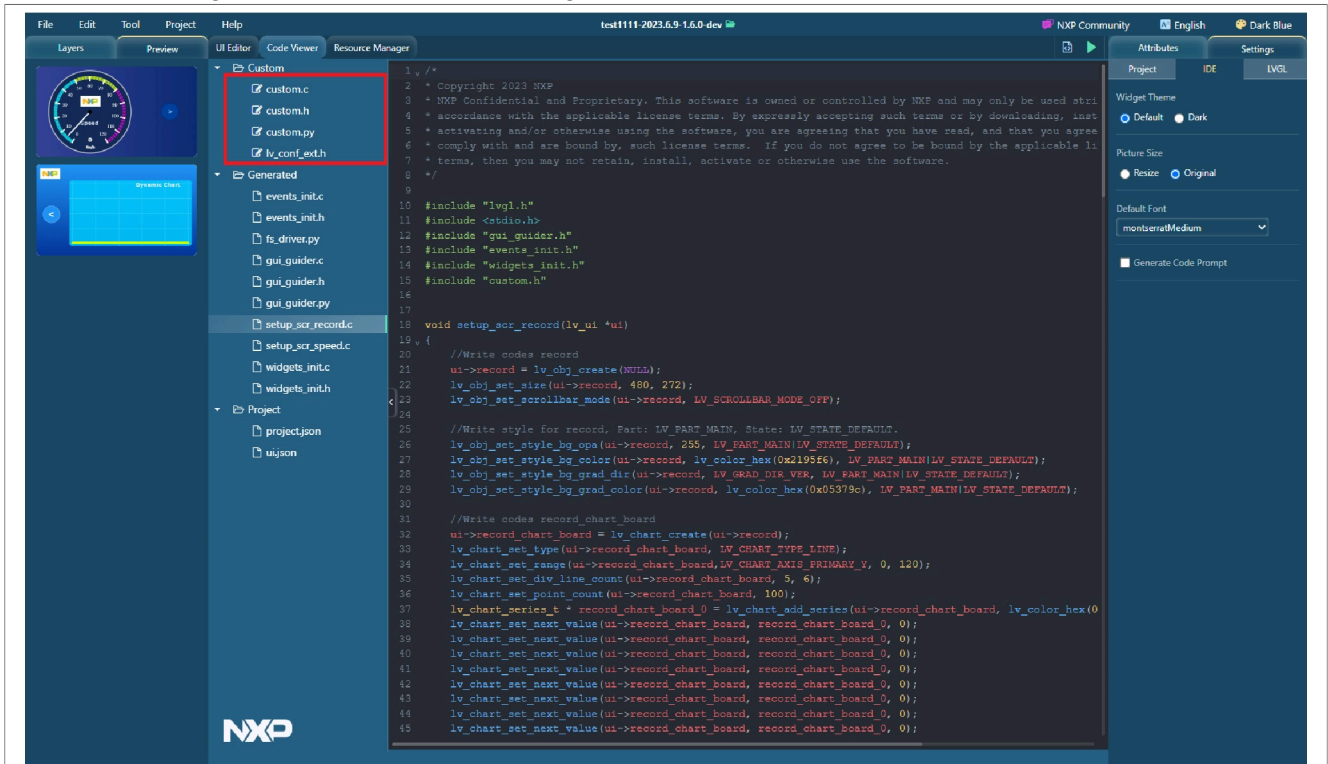 File Edit Tool Project Help test1111-2023.6.9-1.6.0-dev NXP Community English Dark Blue
Layers Preview UI Editor Code Viewer Resource Manager Attributes Settings
Project IDE LVGL
Custom
custom.c
custom.h
custom.py
lv_conf_ext.h
Generated
events_init.c
events_init.h
fs_driver.py
gui_guider.c
gui_guider.h
gui_guider.py
setup_scr_record.c
setup_scr_speed.c
widgets_init.c
widgets_init.h
Project
project.json
ui.json
NXP
NXP
NXP
Dynamic Chart
1 /*
2 * Copyright 2023 NXP
3 * NXP Confidential and Proprietary. This software is owned or controlled by NXP and may only be used stri
4 * accordance with the applicable license terms. By expressly accepting such terms or by downloading, inst
5 * activating and/or otherwise using the software, you are agreeing that you have read, and that you agree
6 * comply with and are bound by, such license terms. If you do not agree to be bound by the applicable li
7 * terms, then you may not retain, install, activate or otherwise use the software.
8 */
9
10 #include "lvgl.h"
11 #include <stdio.h>
12 #include "gui_guider.h"
13 #include "events_init.h"
14 #include "widgets_init.h"
15 #include "custom.h"
16
17
18 void setup_scr_record(lv_ui *ui)
19 {
20 //Write codes record
21 ui->record = lv_obj_create(NULL);
22 lv_obj_set_size(ui->record, 480, 272);
23 lv_obj_set_scrollbar_mode(ui->record, LV_SCROLLBAR_MODE_OFF);
24
25 //Write style for record, Part: LV_PART_MAIN, State: LV_STATE_DEFAULT.
26 lv_obj_set_style_bg_opa(ui->record, 255, LV_PART_MAIN|LV_STATE_DEFAULT);
27 lv_obj_set_style_bg_color(ui->record, lv_color_hex(0x2195f6), LV_PART_MAIN|LV_STATE_DEFAULT);
28 lv_obj_set_style_bg_grad_dir(ui->record, LV_GRAD_DIR_VER, LV_PART_MAIN|LV_STATE_DEFAULT);
29 lv_obj_set_style_bg_grad_color(ui->record, lv_color_hex(0x05379c), LV_PART_MAIN|LV_STATE_DEFAULT);
30
31 //Write codes record_chart_board
32 ui->record_chart_board = lv_chart_create(ui->record);
33 lv_chart_set_type(ui->record_chart_board, LV_CHART_TYPE_LINE);
34 lv_chart_set_range(ui->record_chart_board,LV_CHART_AXIS_PRIMARY_Y, 0, 120);
35 lv_chart_set_div_line_count(ui->record_chart_board, 5, 6);
36 lv_chart_set_point_count(ui->record_chart_board, 100);
37 lv_chart_series_t * record_chart_board_0 = lv_chart_add_series(ui->record_chart_board, lv_color_hex(0
38 lv_chart_set_next_value(ui->record_chart_board, record_chart_board_0, 0);
39 lv_chart_set_next_value(ui->record_chart_board, record_chart_board_0, 0);
40 lv_chart_set_next_value(ui->record_chart_board, record_chart_board_0, 0);
41 lv_chart_set_next_value(ui->record_chart_board, record_chart_board_0, 0);
42 lv_chart_set_next_value(ui->record_chart_board, record_chart_board_0, 0);
43 lv_chart_set_next_value(ui->record_chart_board, record_chart_board_0, 0);
44 lv_chart_set_next_value(ui->record_chart_board, record_chart_board_0, 0);
45 lv_chart_set_next_value(ui->record_chart_board, record_chart_board_0, 0);
Widget Theme
Default Dark
Picture Size
Resize Original
Default Font
montserratMedium
Generate Code Prompt